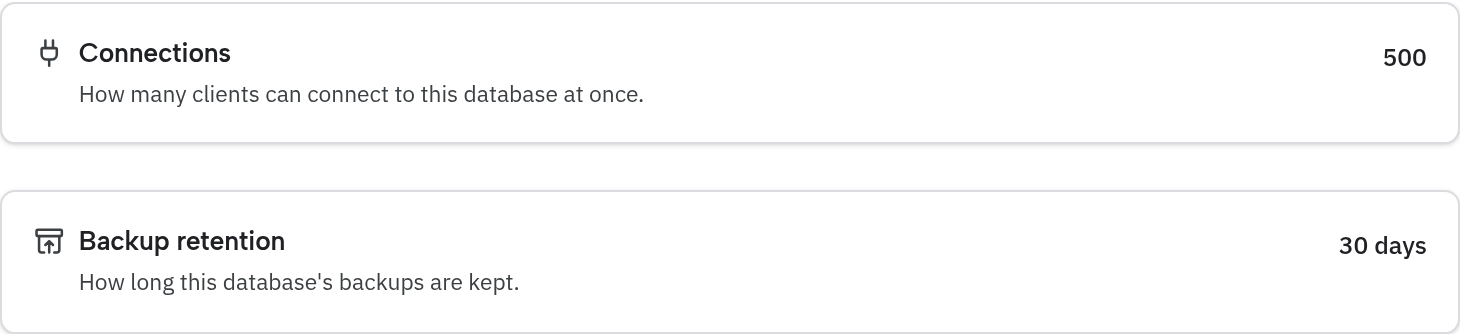 Connections
500
How many clients can connect to this database at once.
Backup retention
30 days
How long this database's backups are kept.